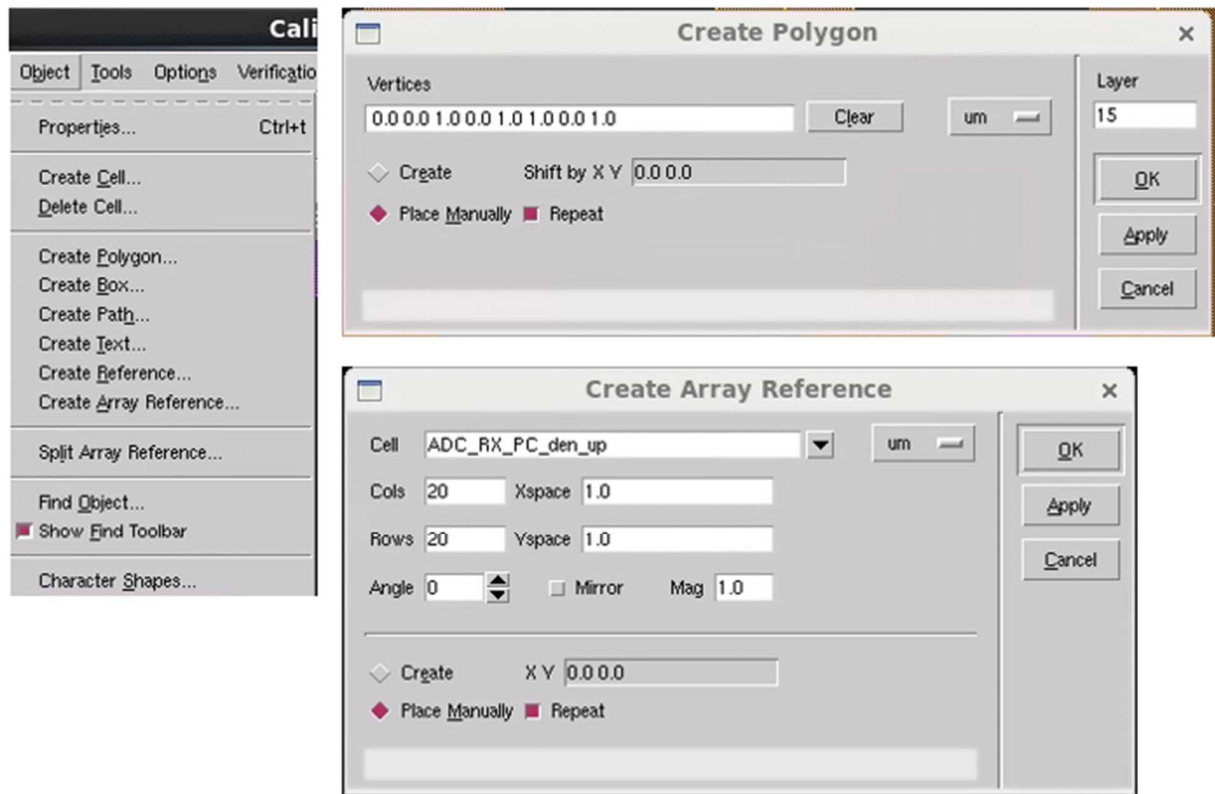 Cali
Object Tools Options Verificatio
Properties... Ctrl+t
Create Cell...
Delete Cell...
Create Polygon...
Create Box...
Create Path...
Create Text...
Create Reference...
Create Array Reference...
Split Array Reference...
Find Object...
Show Find Toolbar
Character Shapes...
Create Polygon
Vertices
0.0 0.0 1.0 0.0 1.0 1.0 0.0 1.0 Clear um
Create Shift by X Y 0.0 0.0
Place Manually Repeat
Layer
15
OK
Apply
Cancel
Create Array Reference
Cell ADC_RX_PC_den_up um
Cols 20 Xspace 1.0
Rows 20 Yspace 1.0
Angle 0 Mirror Mag 1.0
Create X Y 0.0 0.0
Place Manually Repeat
OK
Apply
Cancel